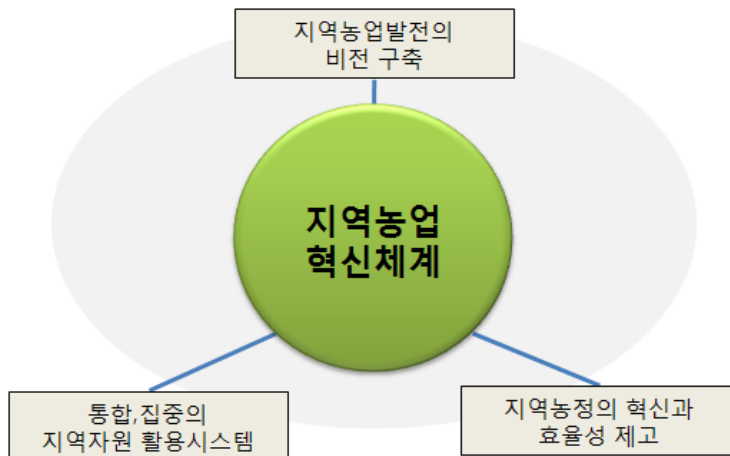 지역농업발전의
비전 구축
지역농업
혁신체계
통합,집중의
지역자원 활용시스템
지역농정의 혁신과
효율성 제고